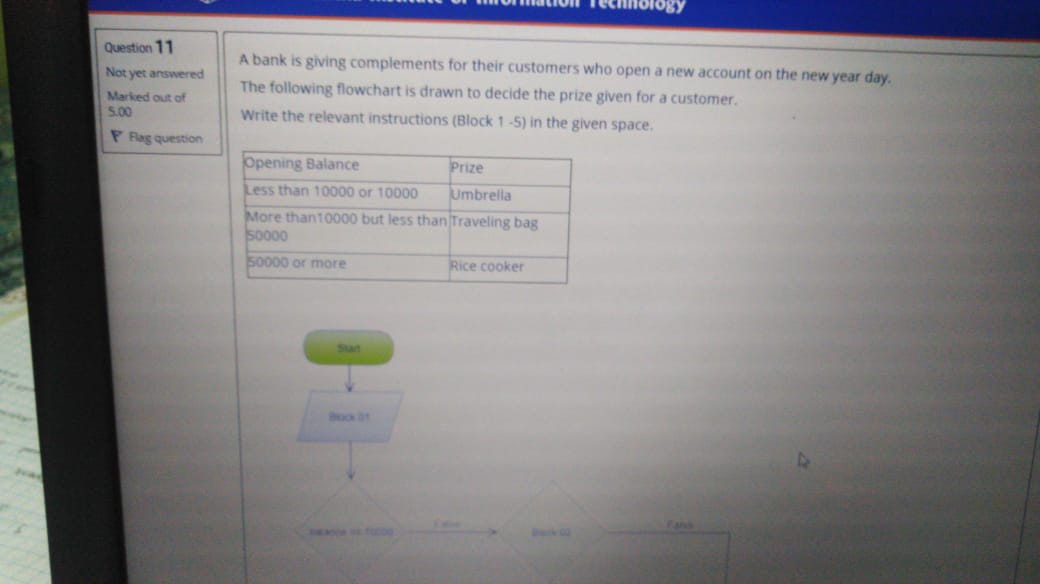 Technology
Question 11
Not yet answered
Marked out of
5.00
Flag question
A bank is giving complements for their customers who open a new account on the new year day.
The following flowchart is drawn to decide the prize given for a customer.
Write the relevant instructions (Block 1 -5) in the given space.
Opening Balance Prize
Less than 10000 or 10000 Umbrella
More than10000 but less than Traveling bag
50000
50000 or more Rice cooker
Start
Block 01
False
Block 02
False